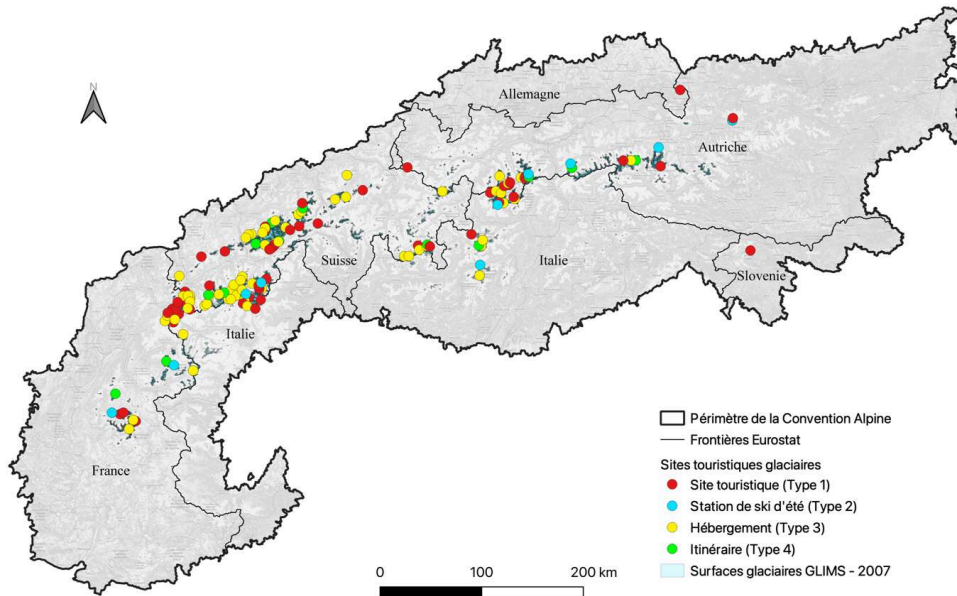 N
Allemagne
Autriche
Suisse
Italie
Slovenie
Italie
France
Périmètre de la Convention Alpine
Frontières Eurostat
Sites touristiques glaciaires
Site touristique (Type 1)
Station de ski d'été (Type 2)
Hébergement (Type 3)
Itinéraire (Type 4)
Surfaces glaciaires GLIMS - 2007
0 100 200 km